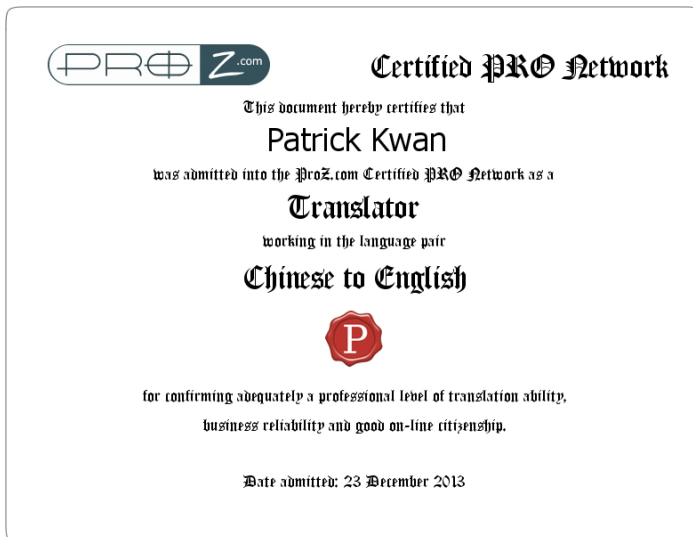 PROZ.com
Certified PRO Network
This document hereby certifies that
Patrick Kwan
was admitted into the ProZ.com Certified PRO Network as a
Translator
working in the language pair
Chinese to English
P
for confirming adequately a professional level of translation ability,
business reliability and good on-line citizenship.
Date admitted: 23 December 2013